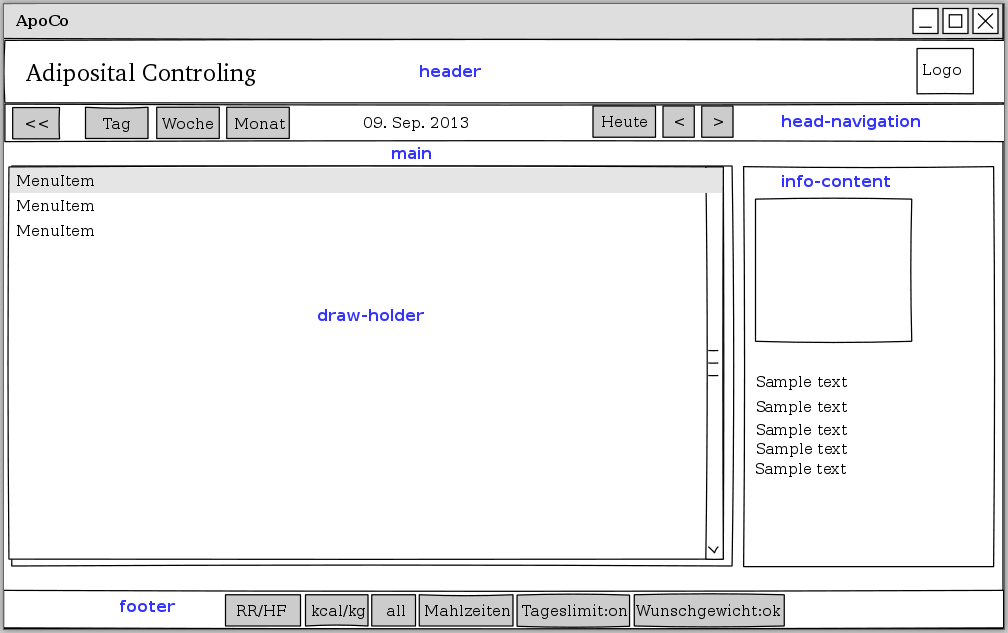 ApoCo
Adiposital Controling header Logo
<< Tag Woche Monat 09. Sep. 2013 Heute < > head-navigation
main
MenuItem
MenuItem
MenuItem
draw-holder
info-content
Sample text
Sample text
Sample text
Sample text
Sample text
footer RR/HF kcal/kg all Mahlzeiten Tageslimit:on Wunschgewicht:ok